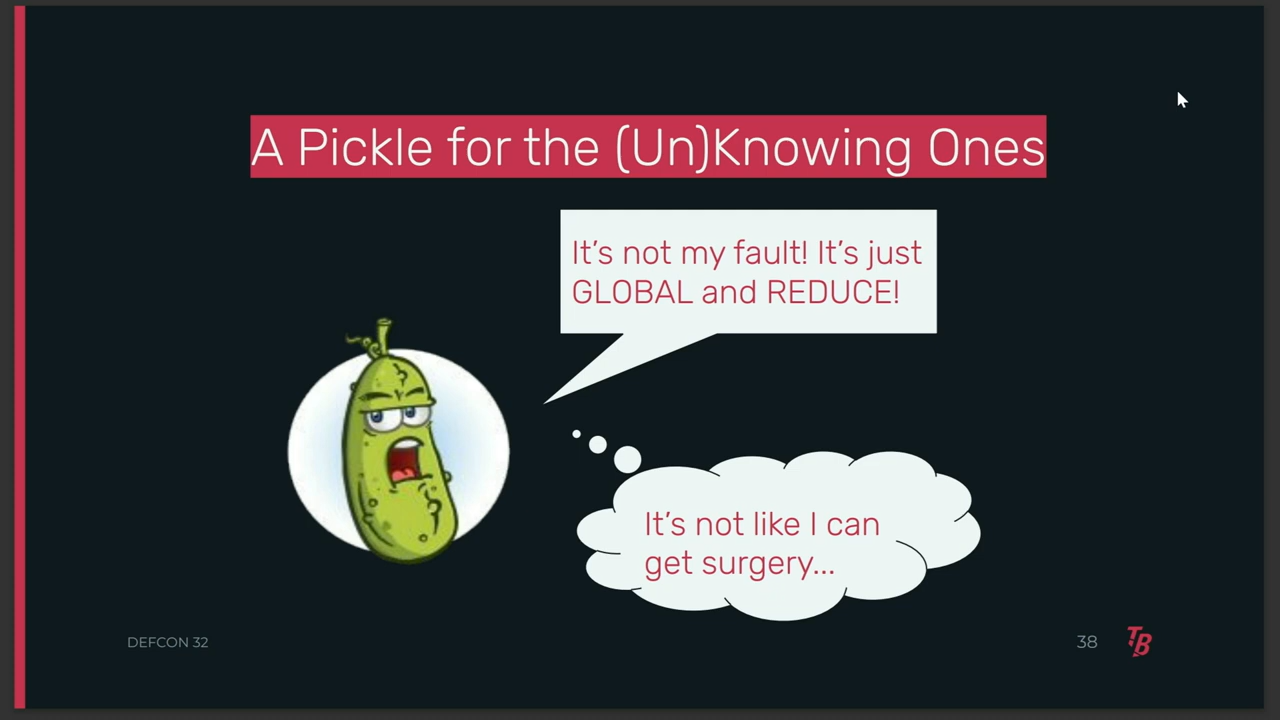 A Pickle for the (Un)Knowing Ones
It's not my fault! It's just
GLOBAL and REDUCE!
It's not like I can
get surgery...
DEFCON 32
38
TB